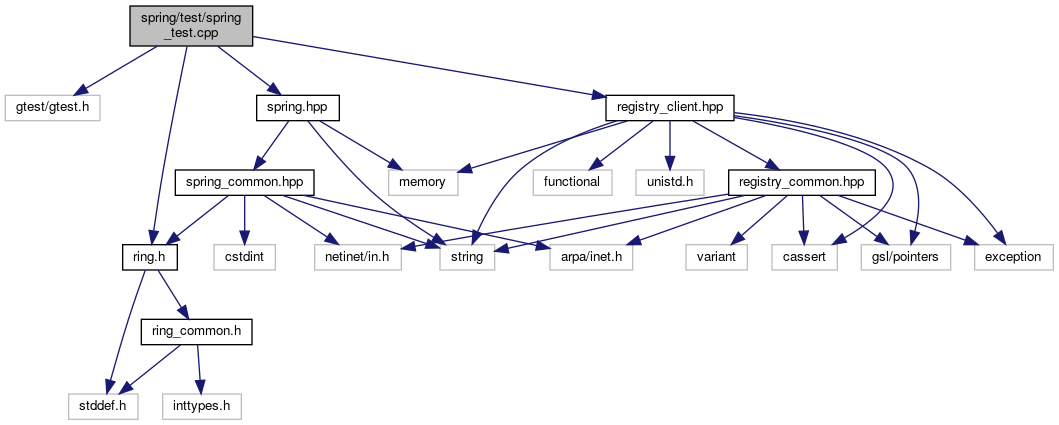 spring/test/spring
_test.cpp
gtest/gtest.h
spring.hpp
registry_client.hpp
spring_common.hpp
memory
functional
unistd.h
registry_common.hpp
ring.h
cstdint
netinet/in.h
string
arpa/inet.h
variant
cassert
gsl/pointers
exception
ring_common.h
stddef.h
inttypes.h